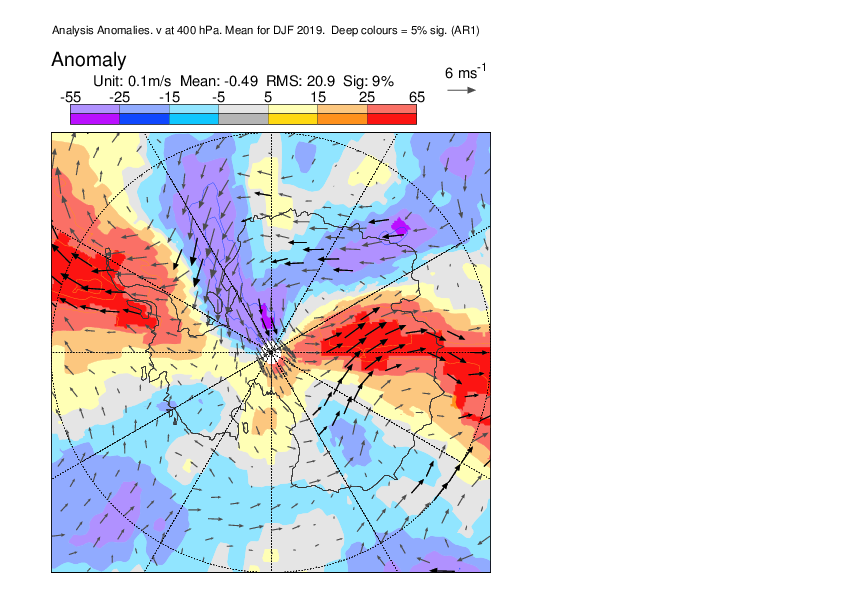 Analysis Anomalies. v at 400 hPa. Mean for DJF 2019.  Deep colours = 5% sig. (AR1)
Anomaly
6 ms-1
Unit: 0.1m/s  Mean: -0.49  RMS: 20.9  Sig: 9%
-55 -25 -15 -5 5 15 25 65